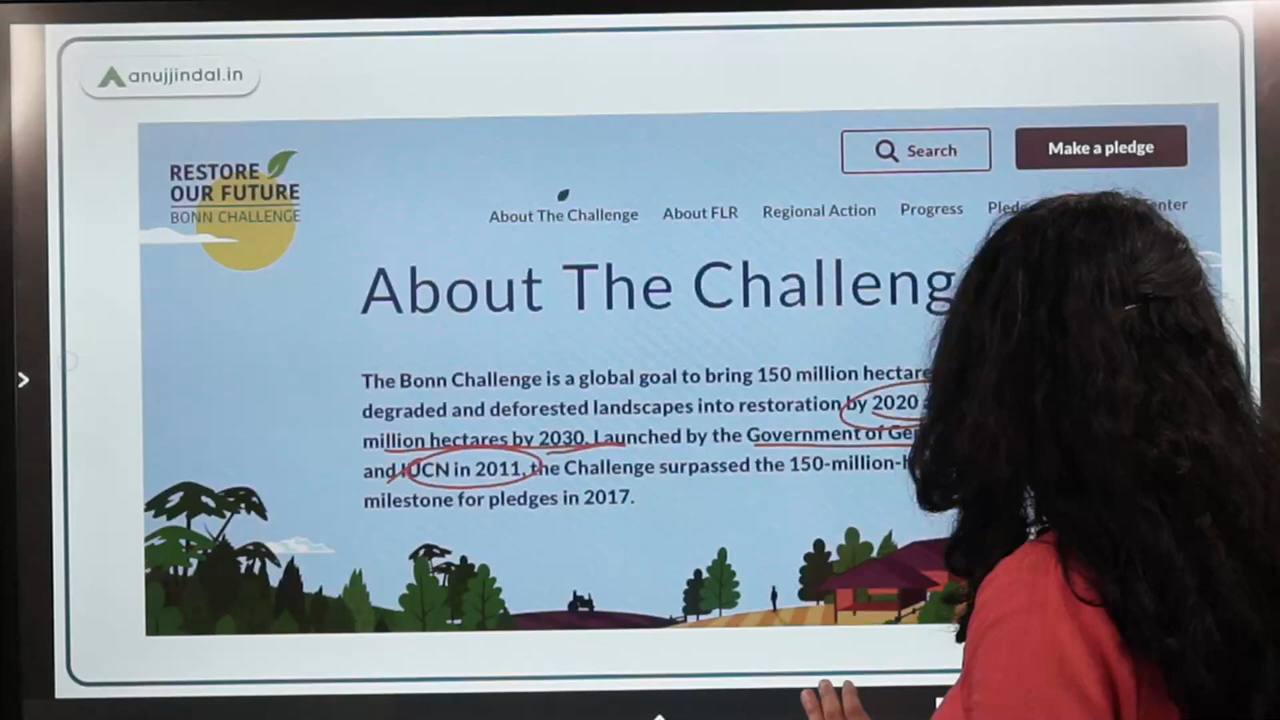 anujjindal.in
RESTORE
OUR FUTURE
BONN CHALLENGE
Search
Make a pledge
About The Challenge About FLR Regional Action Progress
About The Challeng
The Bonn Challenge is a global goal to bring 150 million hectare
degraded and deforested landscapes into restoration by 2020
million hectares by 2030. Launched by the Government of Ge
and IUCN in 2011, the Challenge surpassed the 150-million-h
milestone for pledges in 2017.